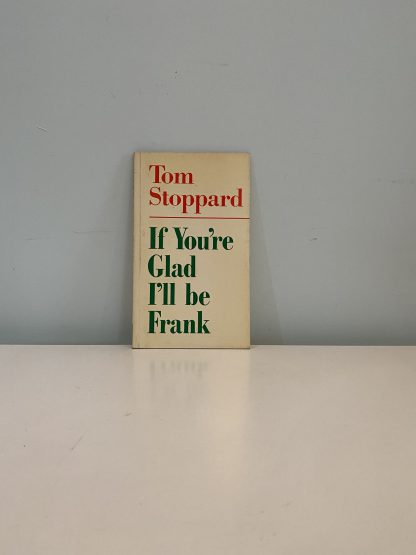 Tom
Stoppard
If You're
Glad
I'll be
Frank